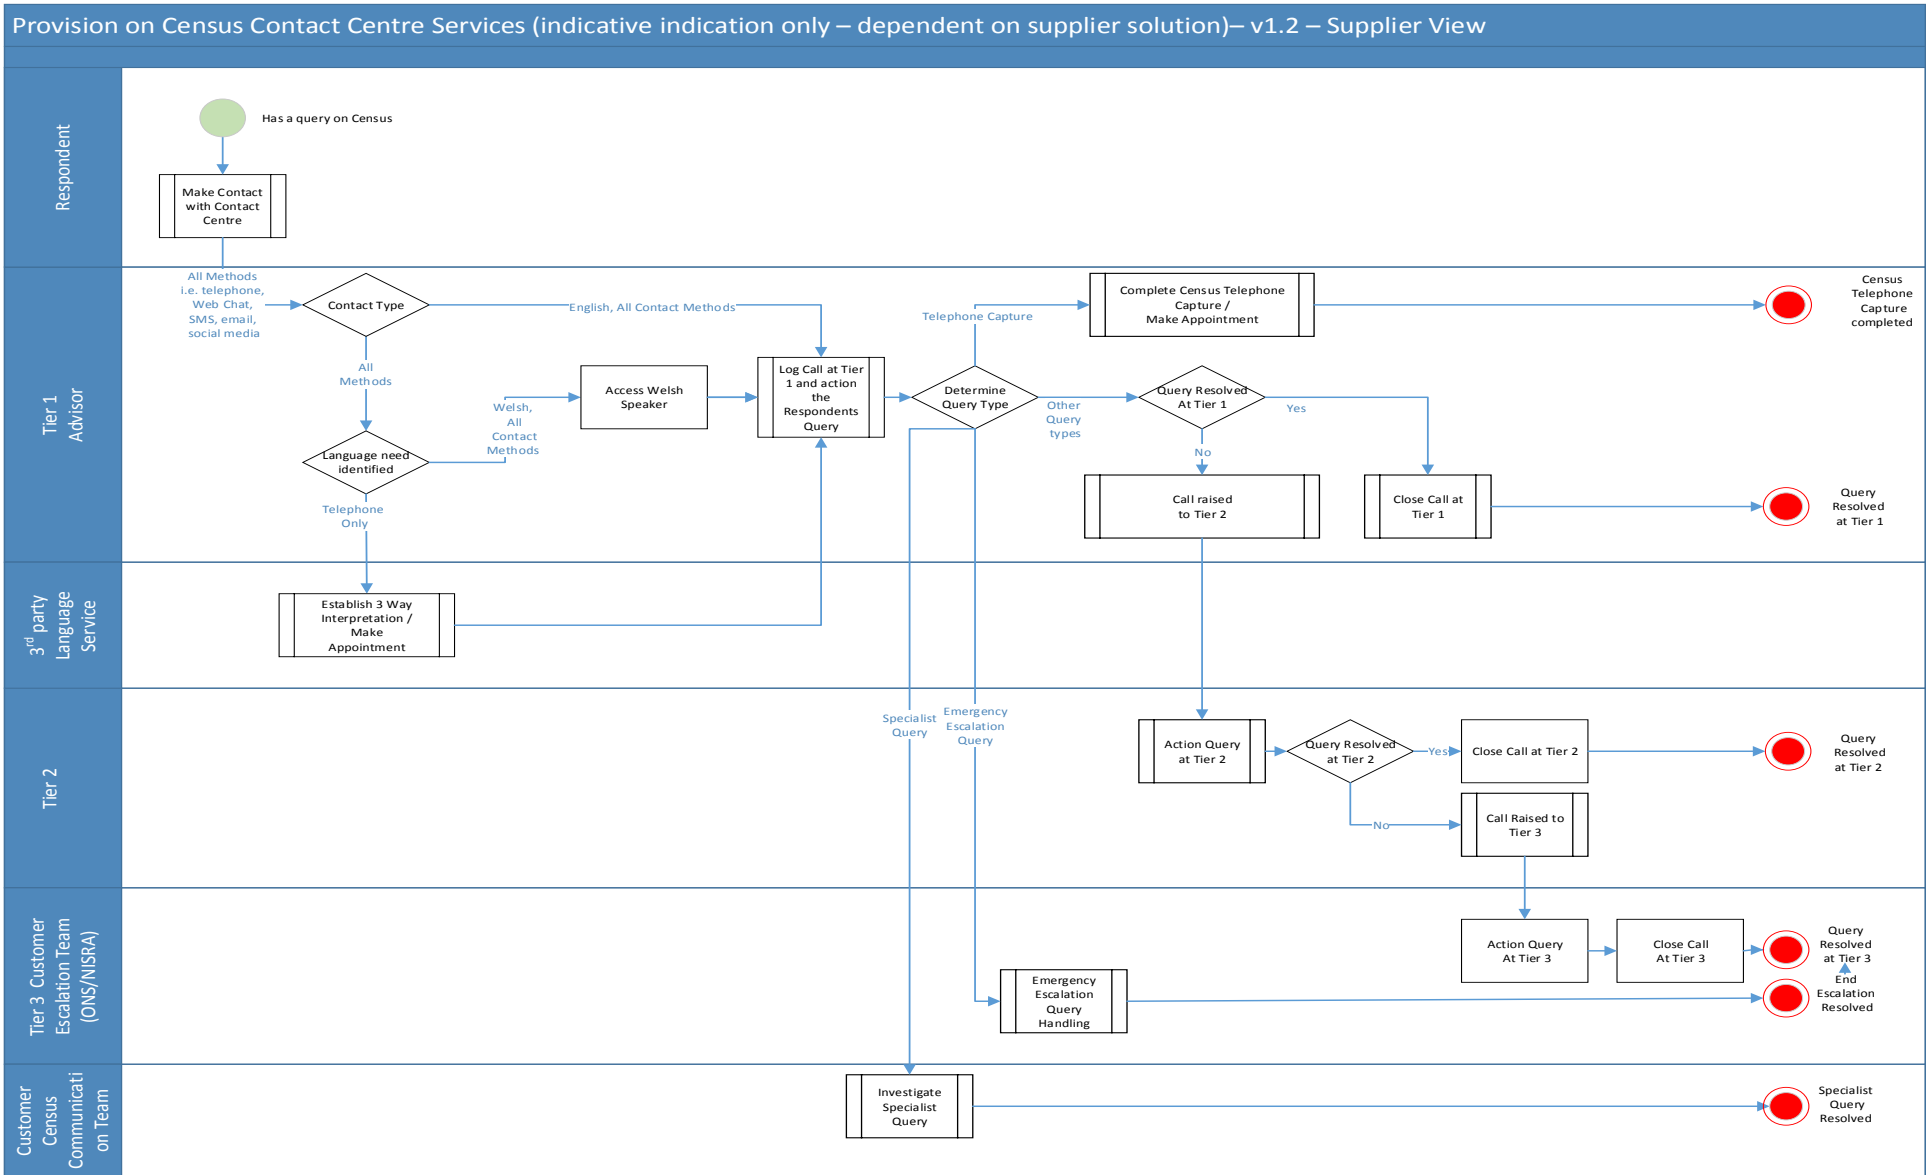 Provision on Census Contact Centre Services (indicative indication only – dependent on supplier solution)– v1.2 – Supplier View
Respondent
Has a query on Census
Make Contact
with Contact
Centre
Tier 1
Advisor
All Methods
i.e. telephone,
Web Chat,
SMS, email,
social media
Contact Type
English, All Contact Methods
All
Methods
Language need
identified
Welsh,
All
Contact
Methods
Access Welsh
Speaker
Telephone
Only
Log Call at Tier
1 and action
the
Respondents
Query
Determine
Query Type
Telephone Capture
Complete Census Telephone
Capture /
Make Appointment
Census
Telephone
Capture
completed
Other
Query
types
Query Resolved
At Tier 1
Yes
No
Call raised
to Tier 2
Close Call at
Tier 1
Query
Resolved
at Tier 1
3rd party
Language
Service
Establish 3 Way
Interpretation /
Make
Appointment
Tier 2
Specialist
Query
Emergency
Escalation
Query
Action Query
at Tier 2
Query Resolved
at Tier 2
Yes
Close Call at Tier 2
Query
Resolved
at Tier 2
No
Call Raised to
Tier 3
Tier 3 Customer
Escalation Team
(ONS/NISRA)
Action Query
At Tier 3
Close Call
At Tier 3
Query
Resolved
at Tier 3
Emergency
Escalation
Query
Handling
End
Escalation
Resolved
Customer
Census
Communicati
on Team
Investigate
Specialist
Query
Specialist
Query
Resolved